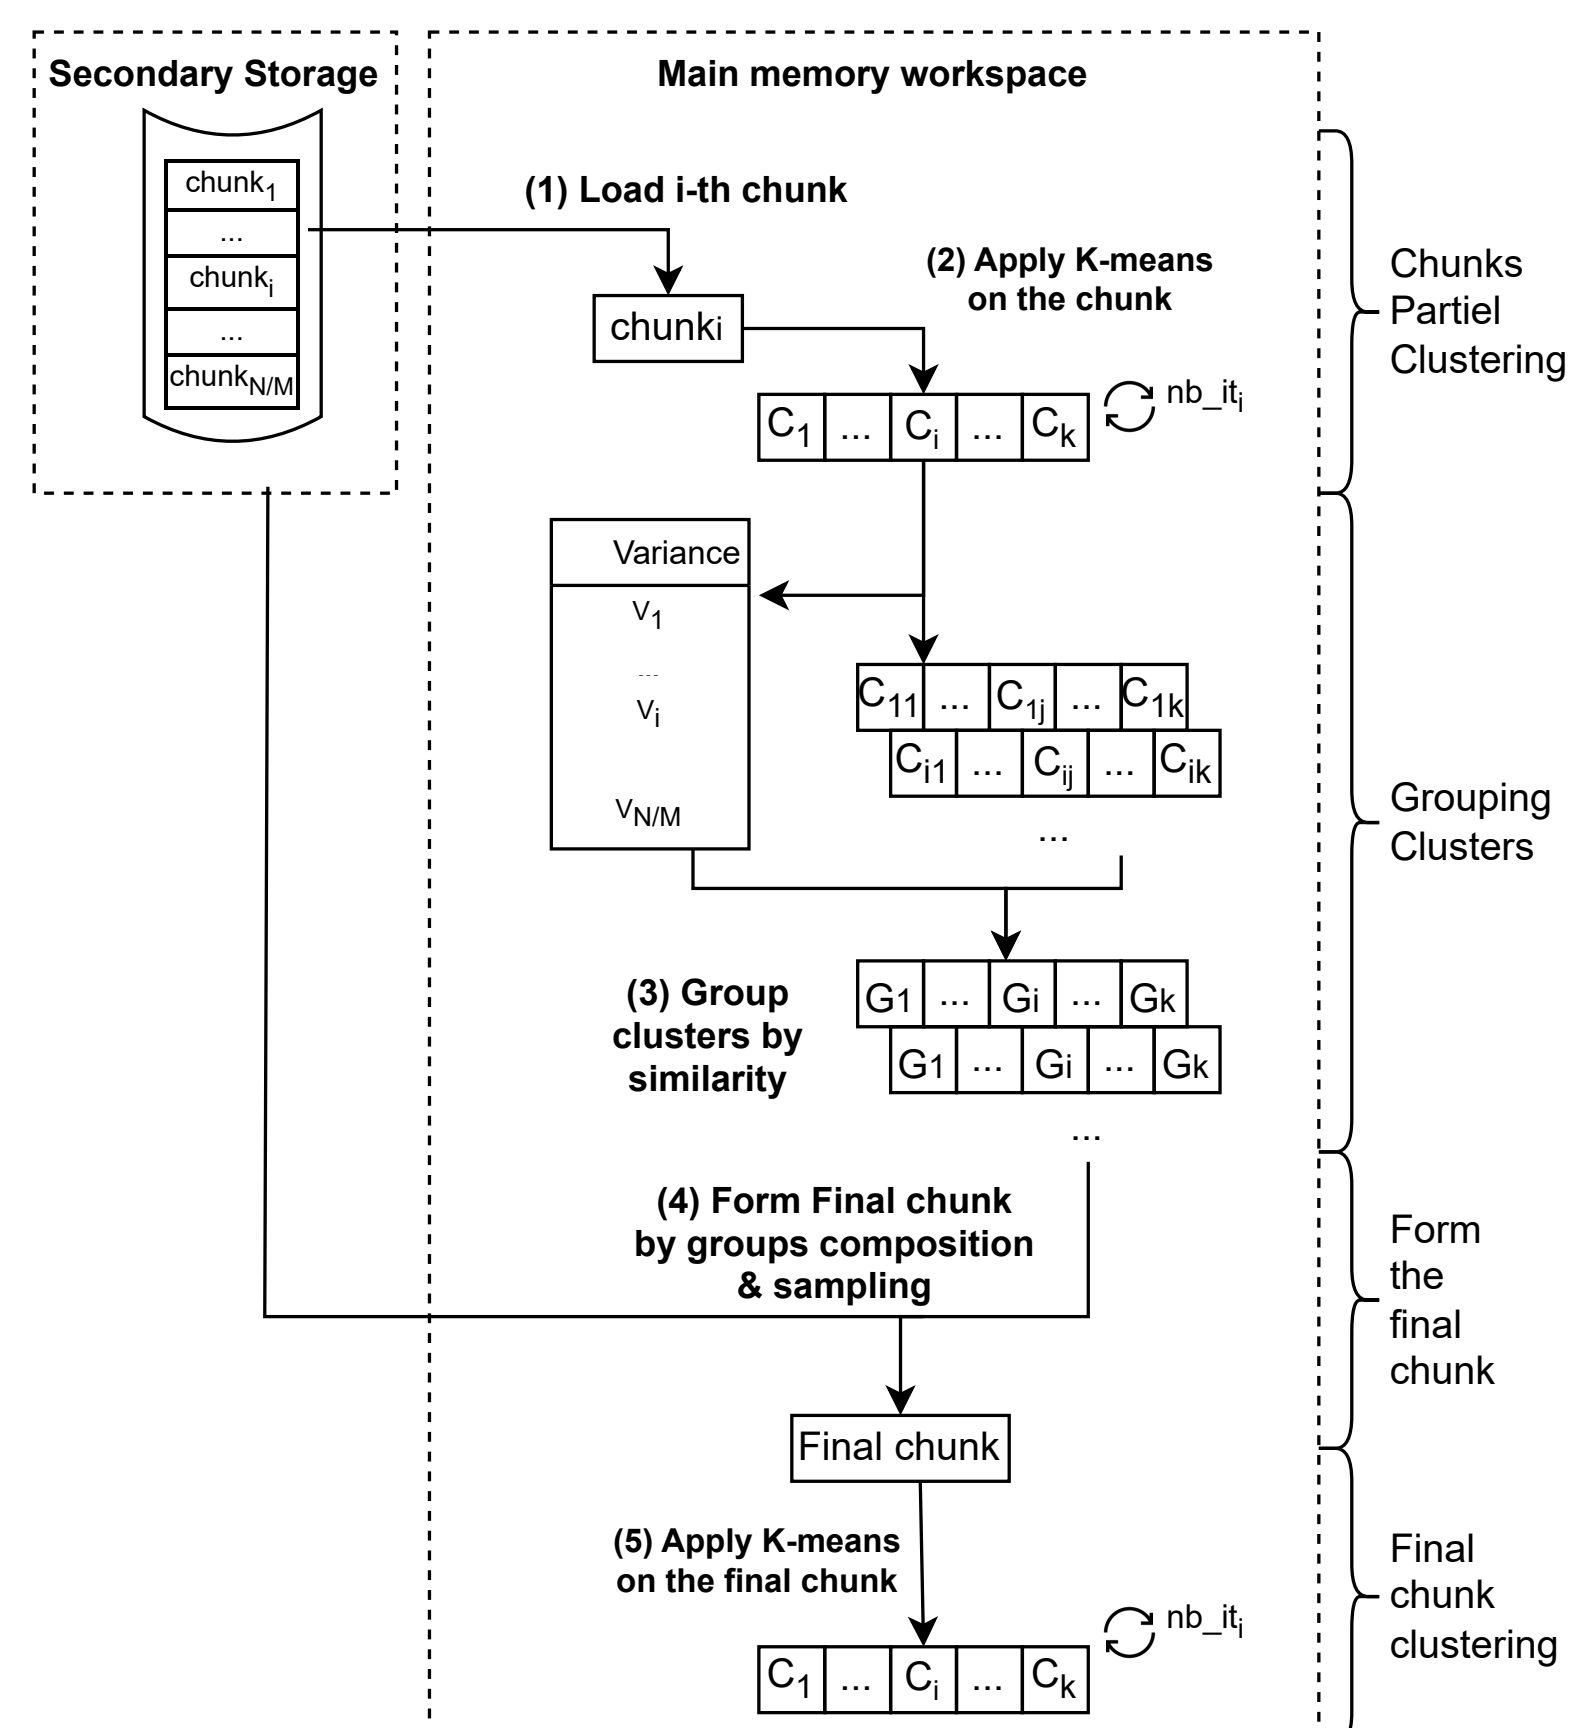 Secondary Storage
Main memory workspace
chunk1
...
chunki
...
chunkN/M
(1) Load i-th chunk
chunki
(2) Apply K-means
on the chunk
C1 ... Ci ... Ck
nb_iti
Chunks
Partiel
Clustering
Variance
V1
...
Vi
VN/M
C11 ... C1j ... C1k
Ci1 ... Cij ... Cik
...
Grouping
Clusters
(3) Group
clusters by
similarity
G1 ... Gi ... Gk
G1 ... Gi ... Gk
...
(4) Form Final chunk
by groups composition
& sampling
Form
the
final
chunk
Final chunk
(5) Apply K-means
on the final chunk
C1 ... Ci ... Ck
nb_iti
Final
chunk
clustering